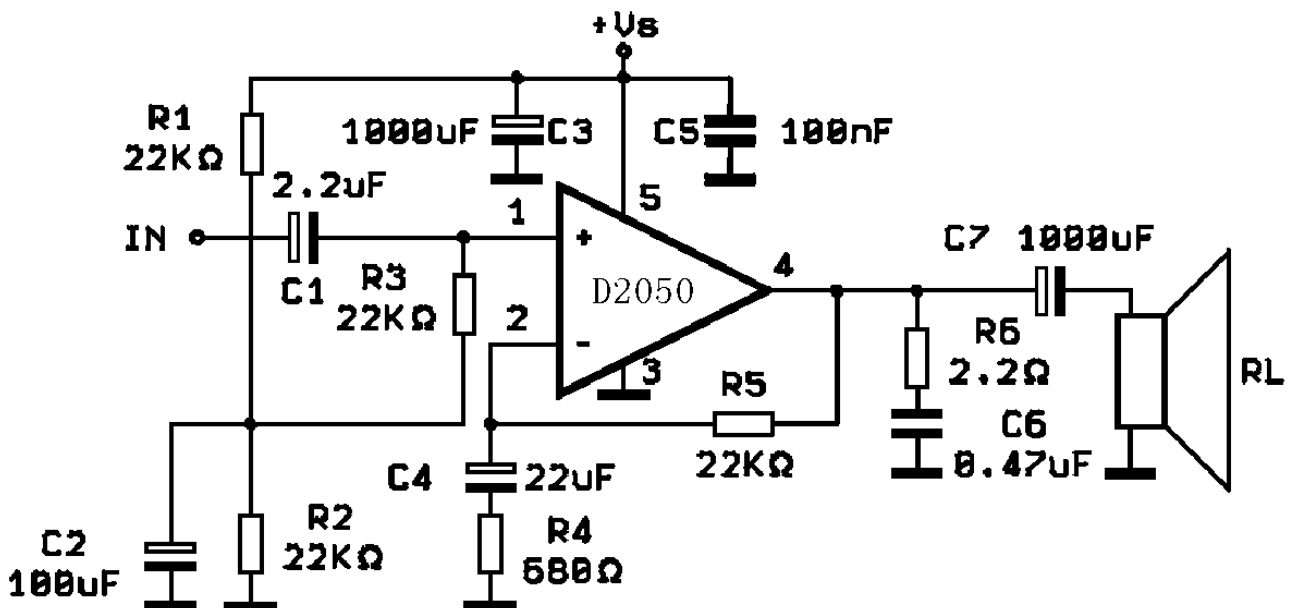 +Vs
R1
22KΩ
1000uF
C3
C5
100nF
2.2uF
IN
C1
1
5
+
R3
22KΩ
D2050
4
C7 1000uF
2
-
3
R5
22KΩ
R6
2.2Ω
RL
C6
0.47uF
C4
22uF
R2
22KΩ
R4
680Ω
C2
100uF